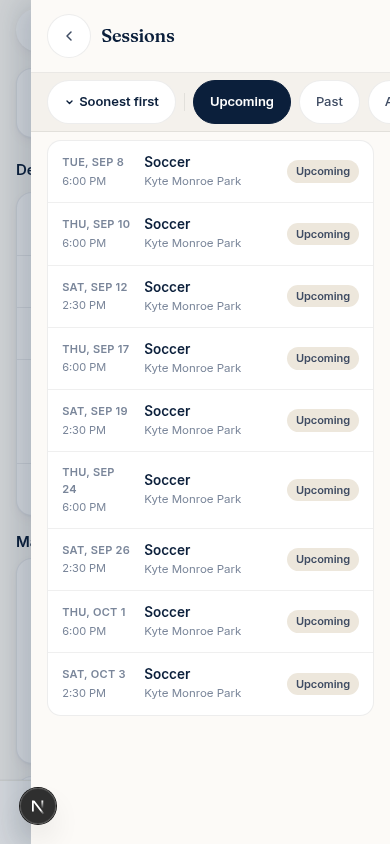 Sessions
Soonest first
Upcoming
Past
A
De
TUE, SEP 8
6:00 PM
Soccer
Kyte Monroe Park
Upcoming
THU, SEP 10
6:00 PM
Soccer
Kyte Monroe Park
Upcoming
SAT, SEP 12
2:30 PM
Soccer
Kyte Monroe Park
Upcoming
THU, SEP 17
6:00 PM
Soccer
Kyte Monroe Park
Upcoming
SAT, SEP 19
2:30 PM
Soccer
Kyte Monroe Park
Upcoming
THU, SEP
24
6:00 PM
Soccer
Kyte Monroe Park
Upcoming
Ma
SAT, SEP 26
2:30 PM
Soccer
Kyte Monroe Park
Upcoming
THU, OCT 1
6:00 PM
Soccer
Kyte Monroe Park
Upcoming
SAT, OCT 3
2:30 PM
Soccer
Kyte Monroe Park
Upcoming
N